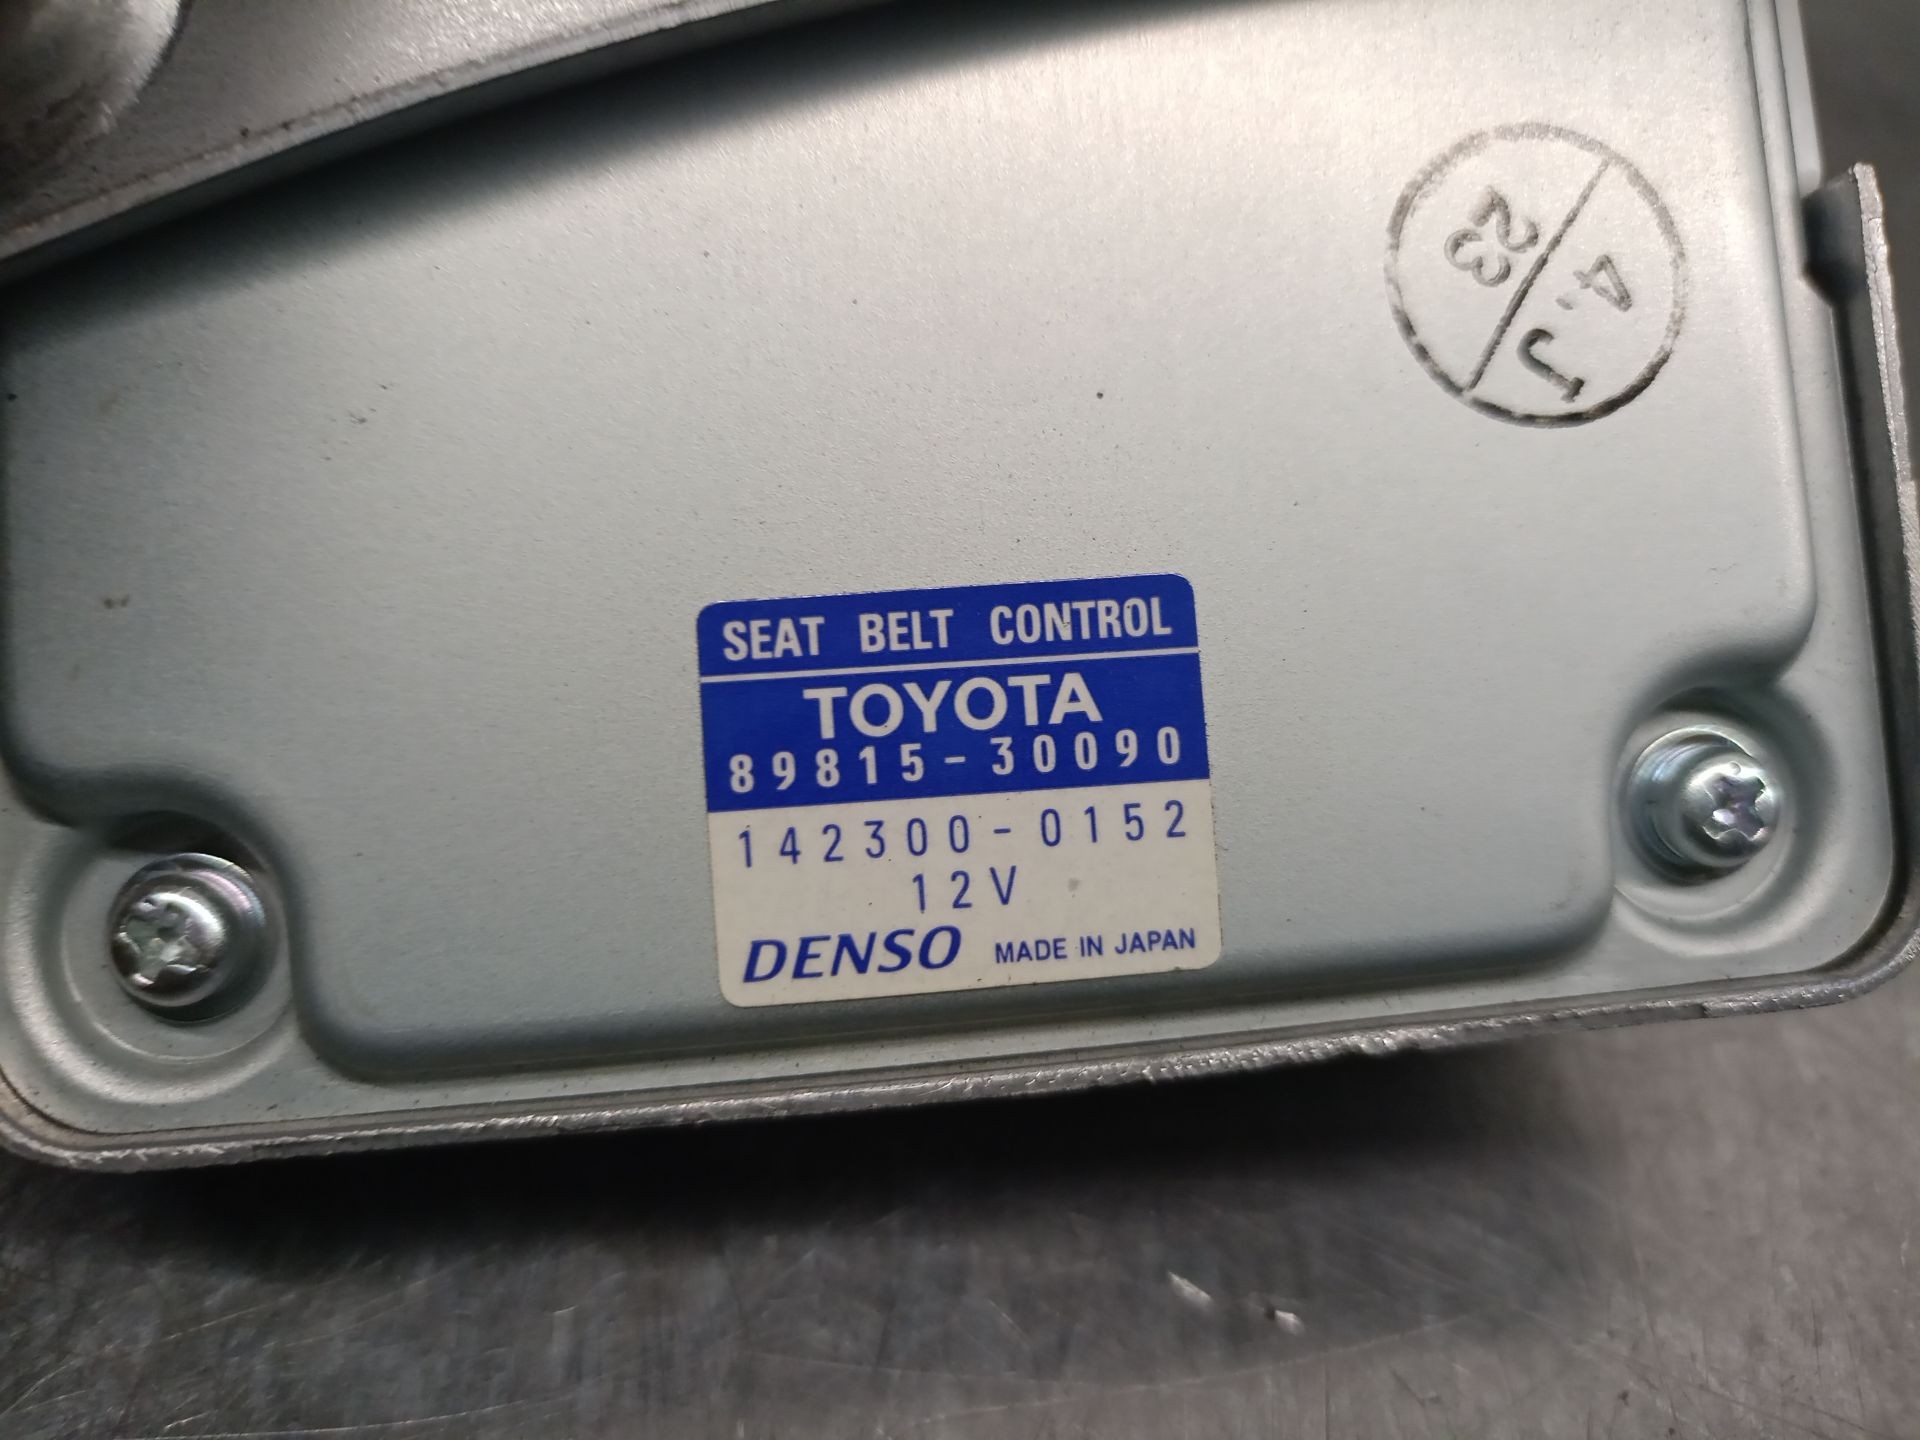 4. J
23
SEAT BELT CONTROL
TOYOTA
89815-30090
142300-0152
12V
DENSO MADE IN JAPAN